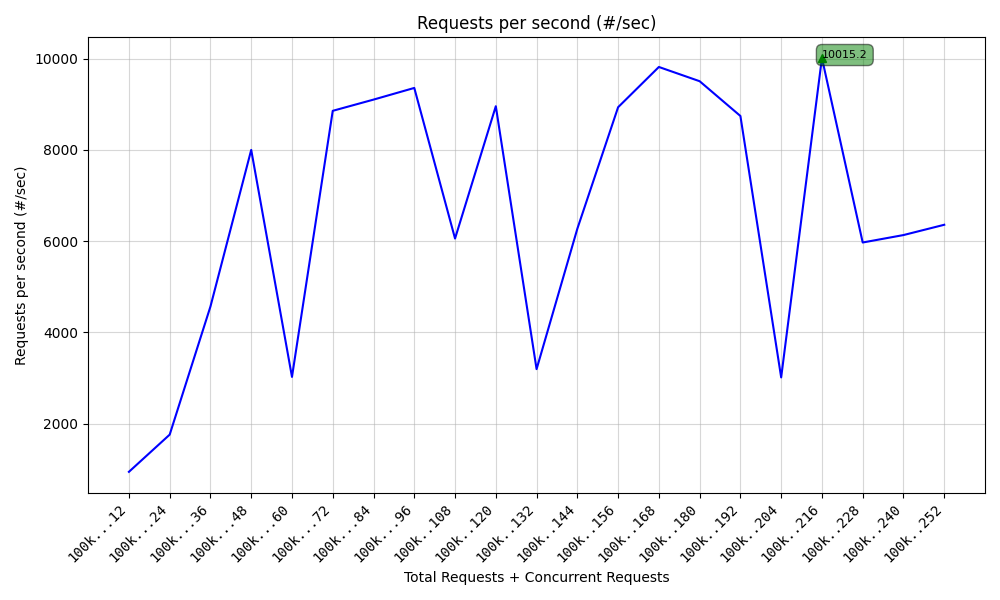 Requests per second (#/sec)
10000
8000
6000
4000
2000
Requests per second (#/sec)
10015.2
100k...12
100k...24
100k...36
100k...48
100k...60
100k...72
100k...84
100k...96
100k..108
100k..120
100k..132
100k..144
100k..156
100k..168
100k..180
100k..192
100k..204
100k..216
100k..228
100k..240
100k..252
Total Requests + Concurrent Requests